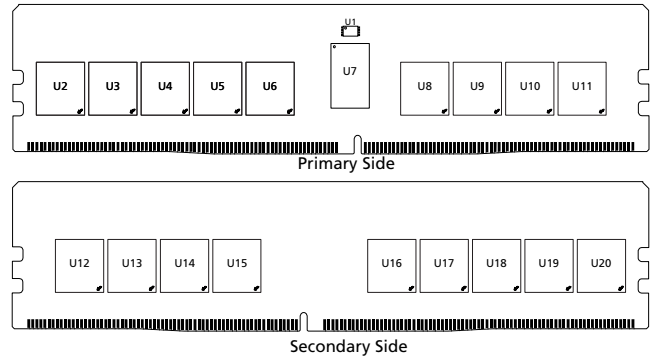 U1
U2 U3 U4 U5 U6 U7 U8 U9 U10 U11
Primary Side
U12 U13 U14 U15 U16 U17 U18 U19 U20
Secondary Side